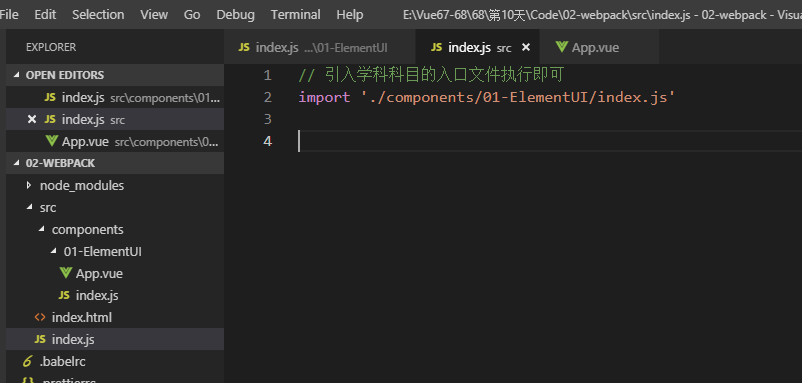 File Edit Selection View Go Debug Terminal Help E:\Vue67-68\68\第10天\Code\02-webpack\src\index.js - 02-webpack - Visua
EXPLORER
JS index.js ...\01-ElementUI
JS index.js src
App.vue
OPEN EDITORS
JS index.js src\components\01...
JS index.js src
App.vue src\components\0...
02-WEBPACK
node_modules
src
components
01-ElementUI
App.vue
JS index.js
index.html
JS index.js
.babelrc
.prettierrc
1 // 引入学科科目的入口文件执行即可
2 import './components/01-ElementUI/index.js'
3
4